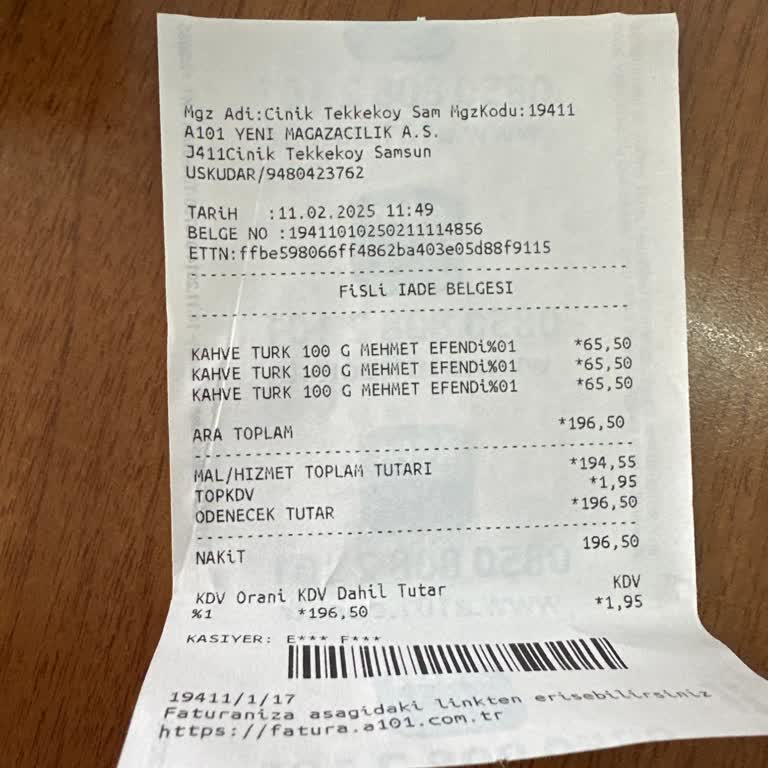 Mgz Adi:Cinik Tekkekoy Sam MgzKodu:19411
A101 YENI MAGAZACILIK A.S.
J411Cinik Tekkekoy Samsun
USKUDAR/9480423762
TARiH :11.02.2025 11:49
BELGE NO :19411010250211114856
ETTN:ffbe598066ff4862ba403e05d88f9115
FiSLi IADE BELGESI
KAHVE TURK 100 G MEHMET EFENDi%01 *65,50
KAHVE TURK 100 G MEHMET EFENDi%01 *65,50
KAHVE TURK 100 G MEHMET EFENDi%01 *65,50
ARA TOPLAM *196,50
MAL/HIZMET TOPLAM TUTARI *194,55
TOPKDV *1,95
ODENECEK TUTAR *196,50
NAKiT 196,50
KDV Orani KDV Dahil Tutar KDV
%1 *196,50 *1,95
KASIYER: E*** F***
19411/1/17
Faturaniza asagidaki linkten erisebilirsiniz
https://fatura.a101.com.tr